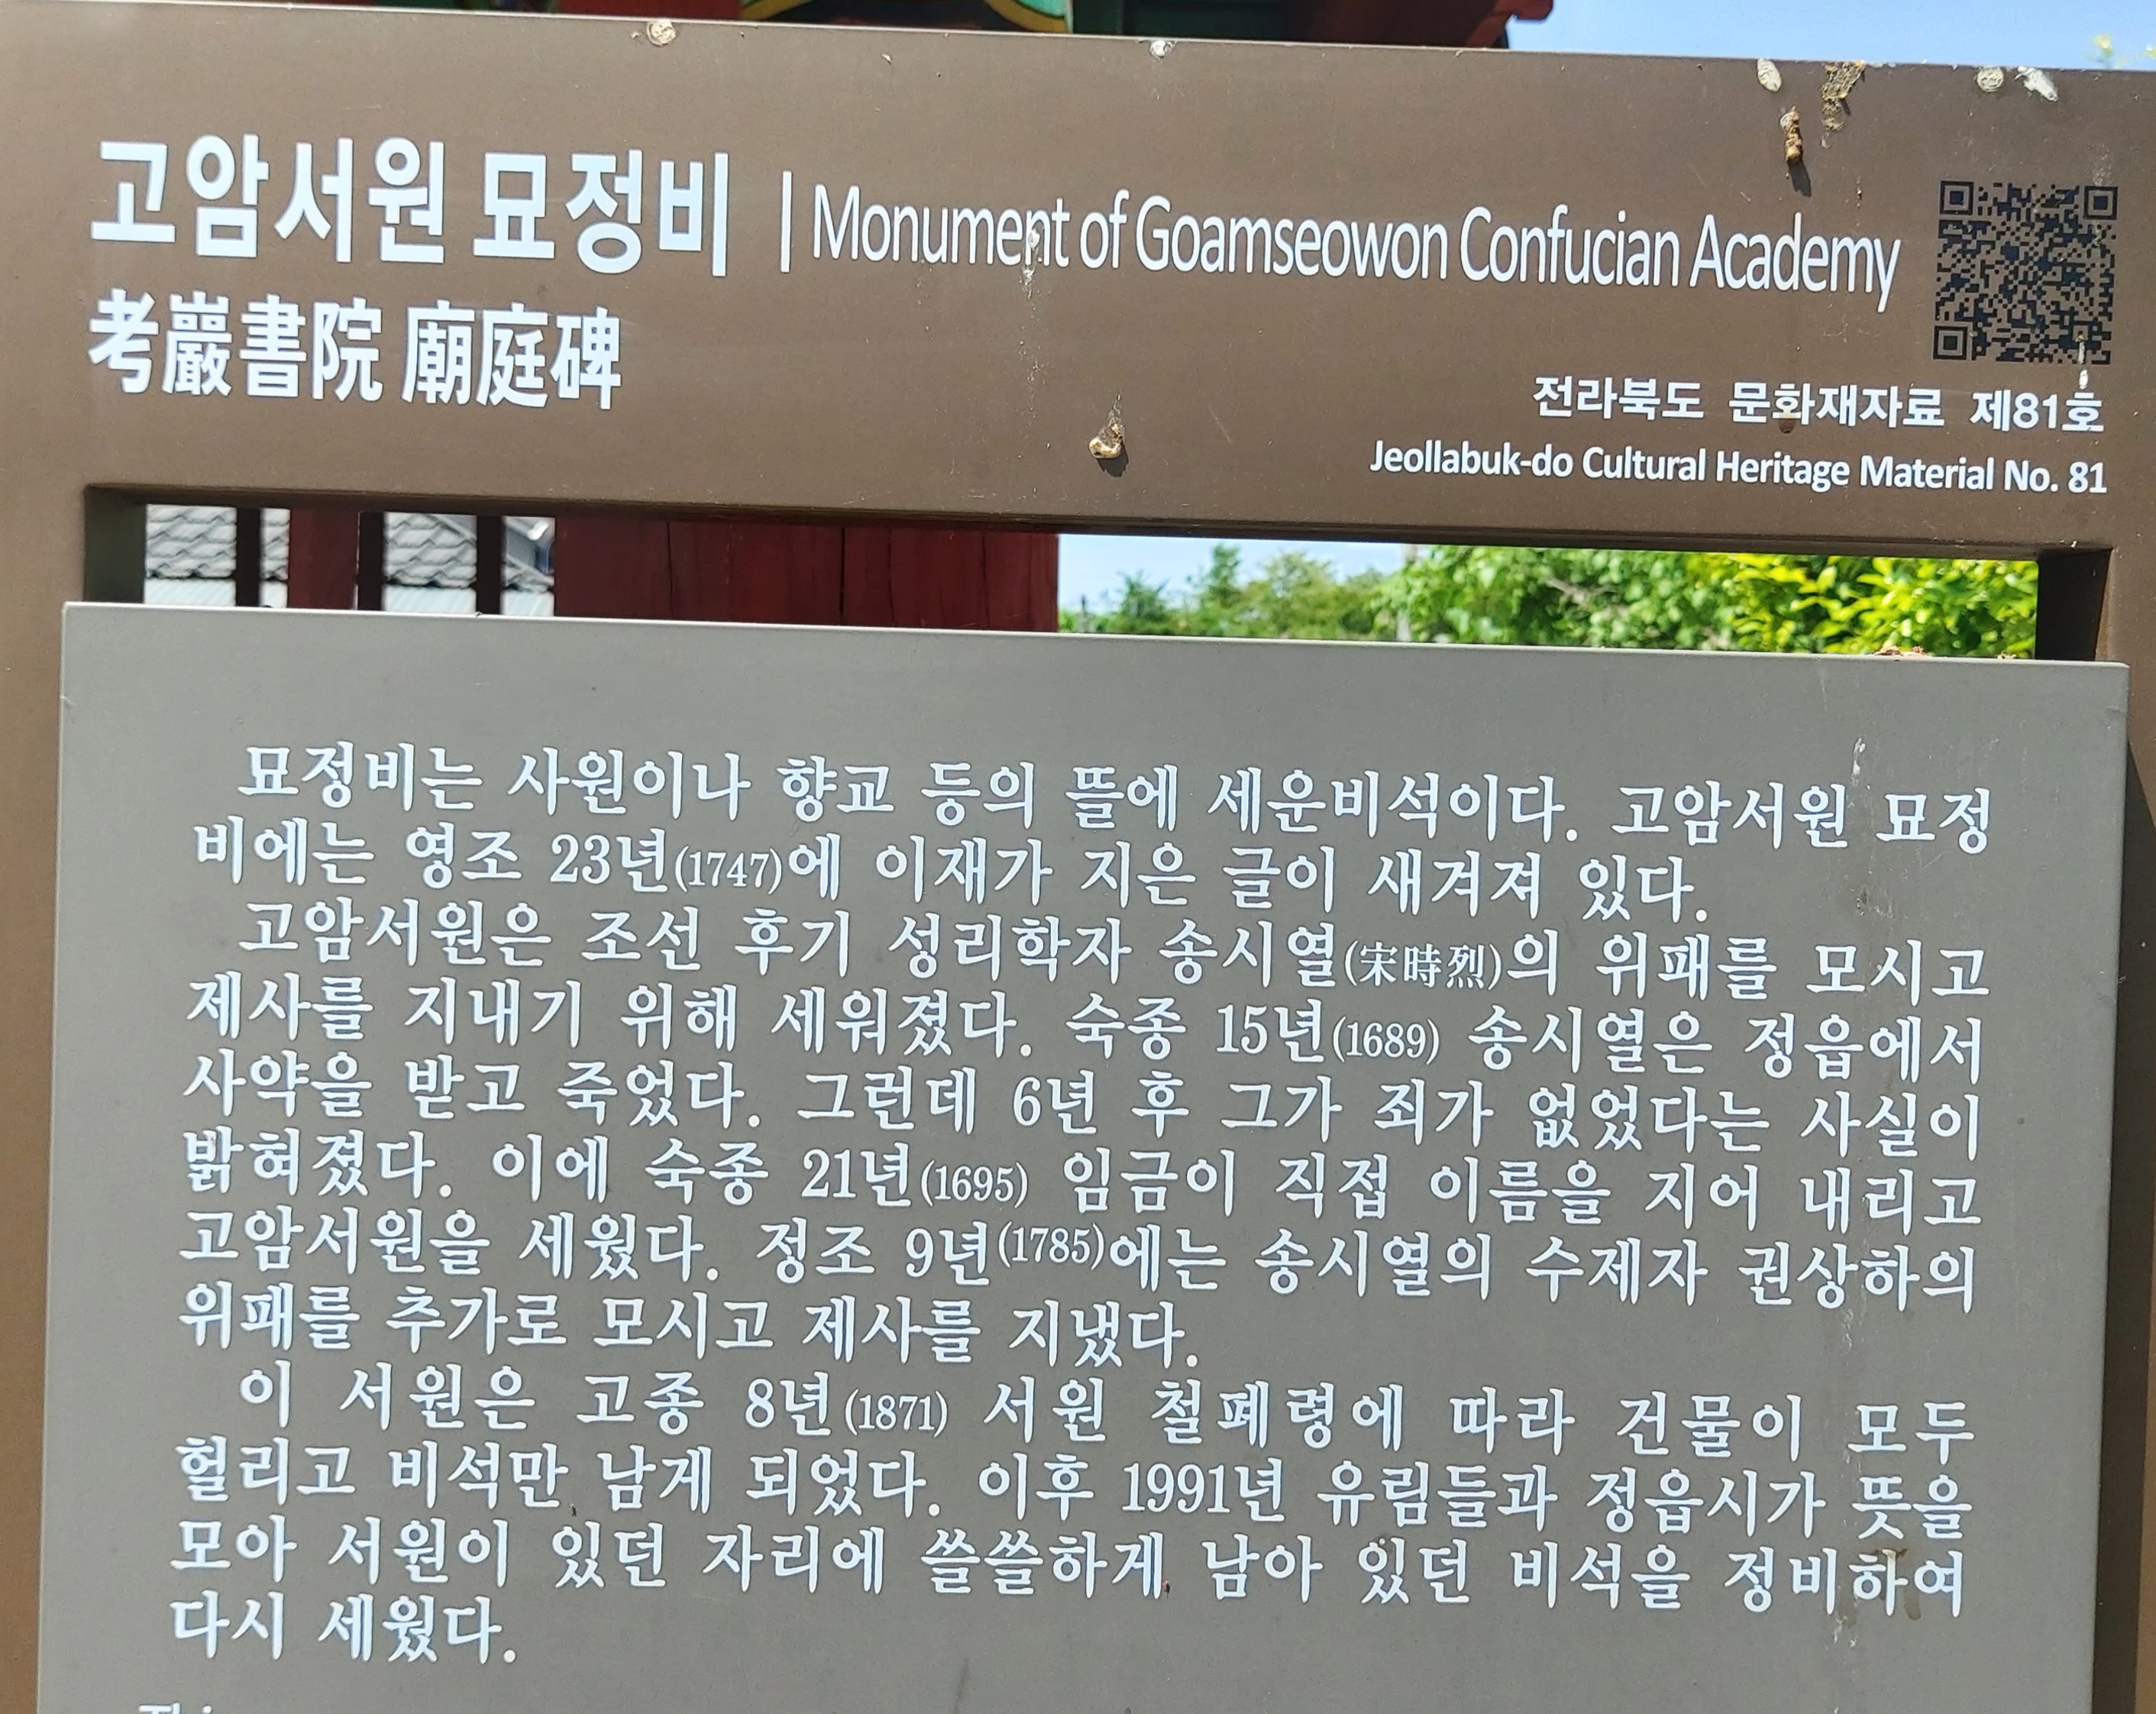 고암서원 묘정비 | Monument of Goamseowon Confucian Academy
考巖書院 廟庭碑
전라북도 문화재자료 제81호
Jeollabuk-do Cultural Heritage Material No. 81
묘정비는 사원이나 향교 등의 뜰에 세운비석이다. 고암서원 묘정
비에는 영조 23년(1747)에 이재가 지은 글이 새겨져 있다.
고암서원은 조선 후기 성리학자 송시열(宋時烈)의 위패를 모시고
제사를 지내기 위해 세워졌다. 숙종 15년(1689) 송시열은 정읍에서
사약을 받고 죽었다. 그런데 6년 후 그가 죄가 없었다는 사실이
밝혀졌다. 이에 숙종 21년(1695) 임금이 직접 이름을 지어 내리고
고암서원을 세웠다. 정조 9년(1785)에는 송시열의 수제자 권상하의
위패를 추가로 모시고 제사를 지냈다.
이 서원은 고종 8년(1871) 서원 철폐령에 따라 건물이 모두
헐리고 비석만 남게 되었다. 이후 1991년 유림들과 정읍시가 뜻을
모아 서원이 있던 자리에 쓸쓸하게 남아 있던 비석을 정비하여
다시 세웠다.